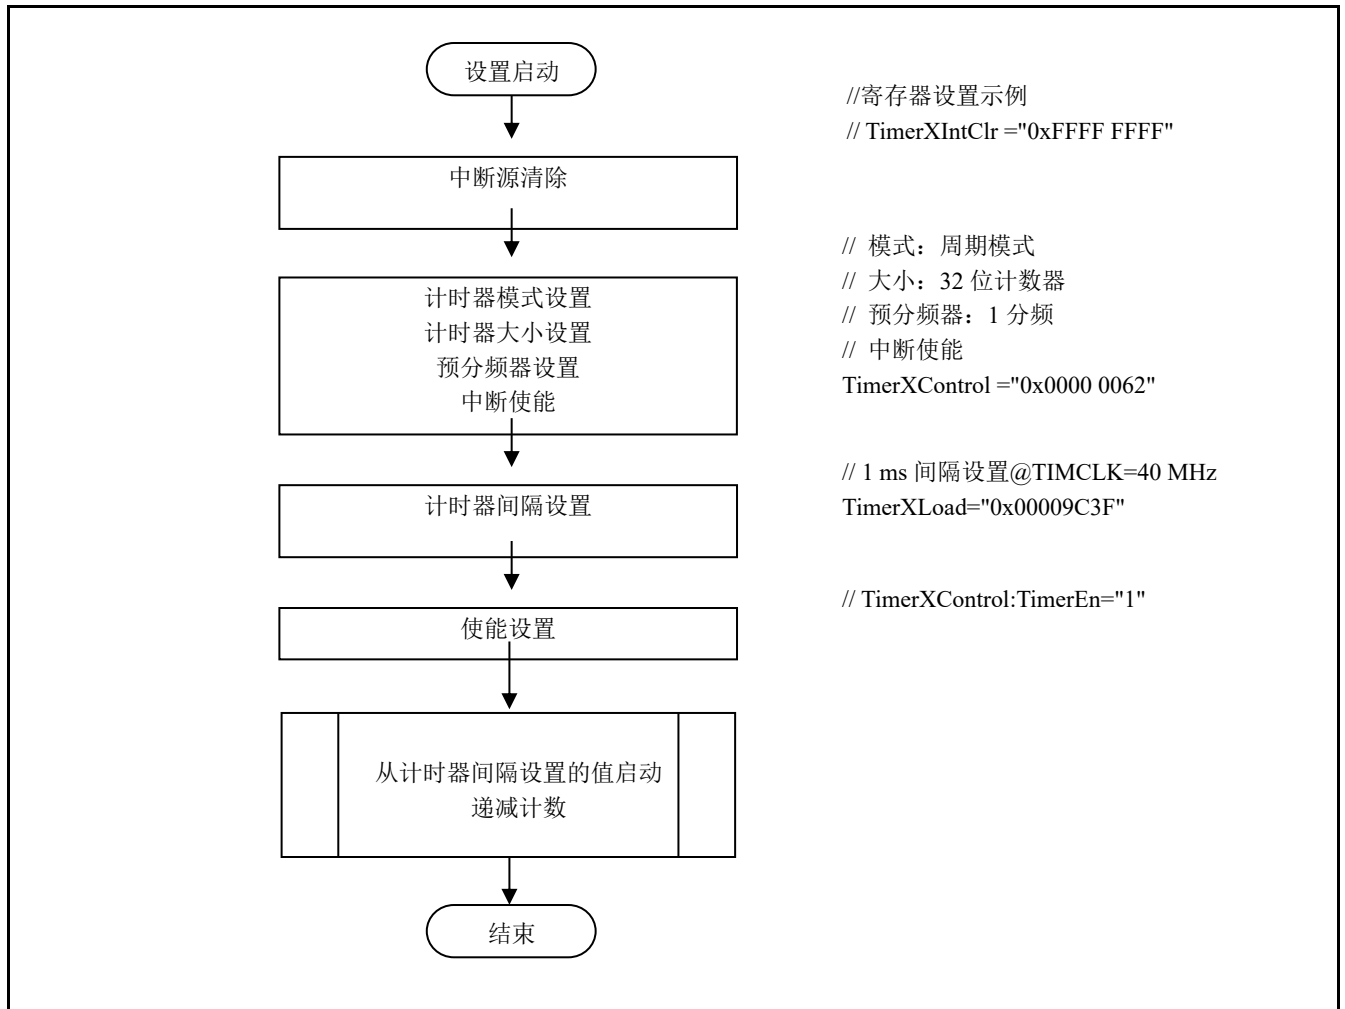 设置启动
//寄存器设置示例
// TimerXIntClr ="0xFFFF FFFF"
中断源清除
// 模式：周期模式
// 大小：32 位计数器
// 预分频器：1 分频
// 中断使能
TimerXControl ="0x0000 0062"
计时器模式设置
计时器大小设置
预分频器设置
中断使能
// 1 ms 间隔设置@TIMCLK=40 MHz
TimerXLoad="0x00009C3F"
计时器间隔设置
// TimerXControl:TimerEn="1"
使能设置
从计时器间隔设置的值启动
递减计数
结束